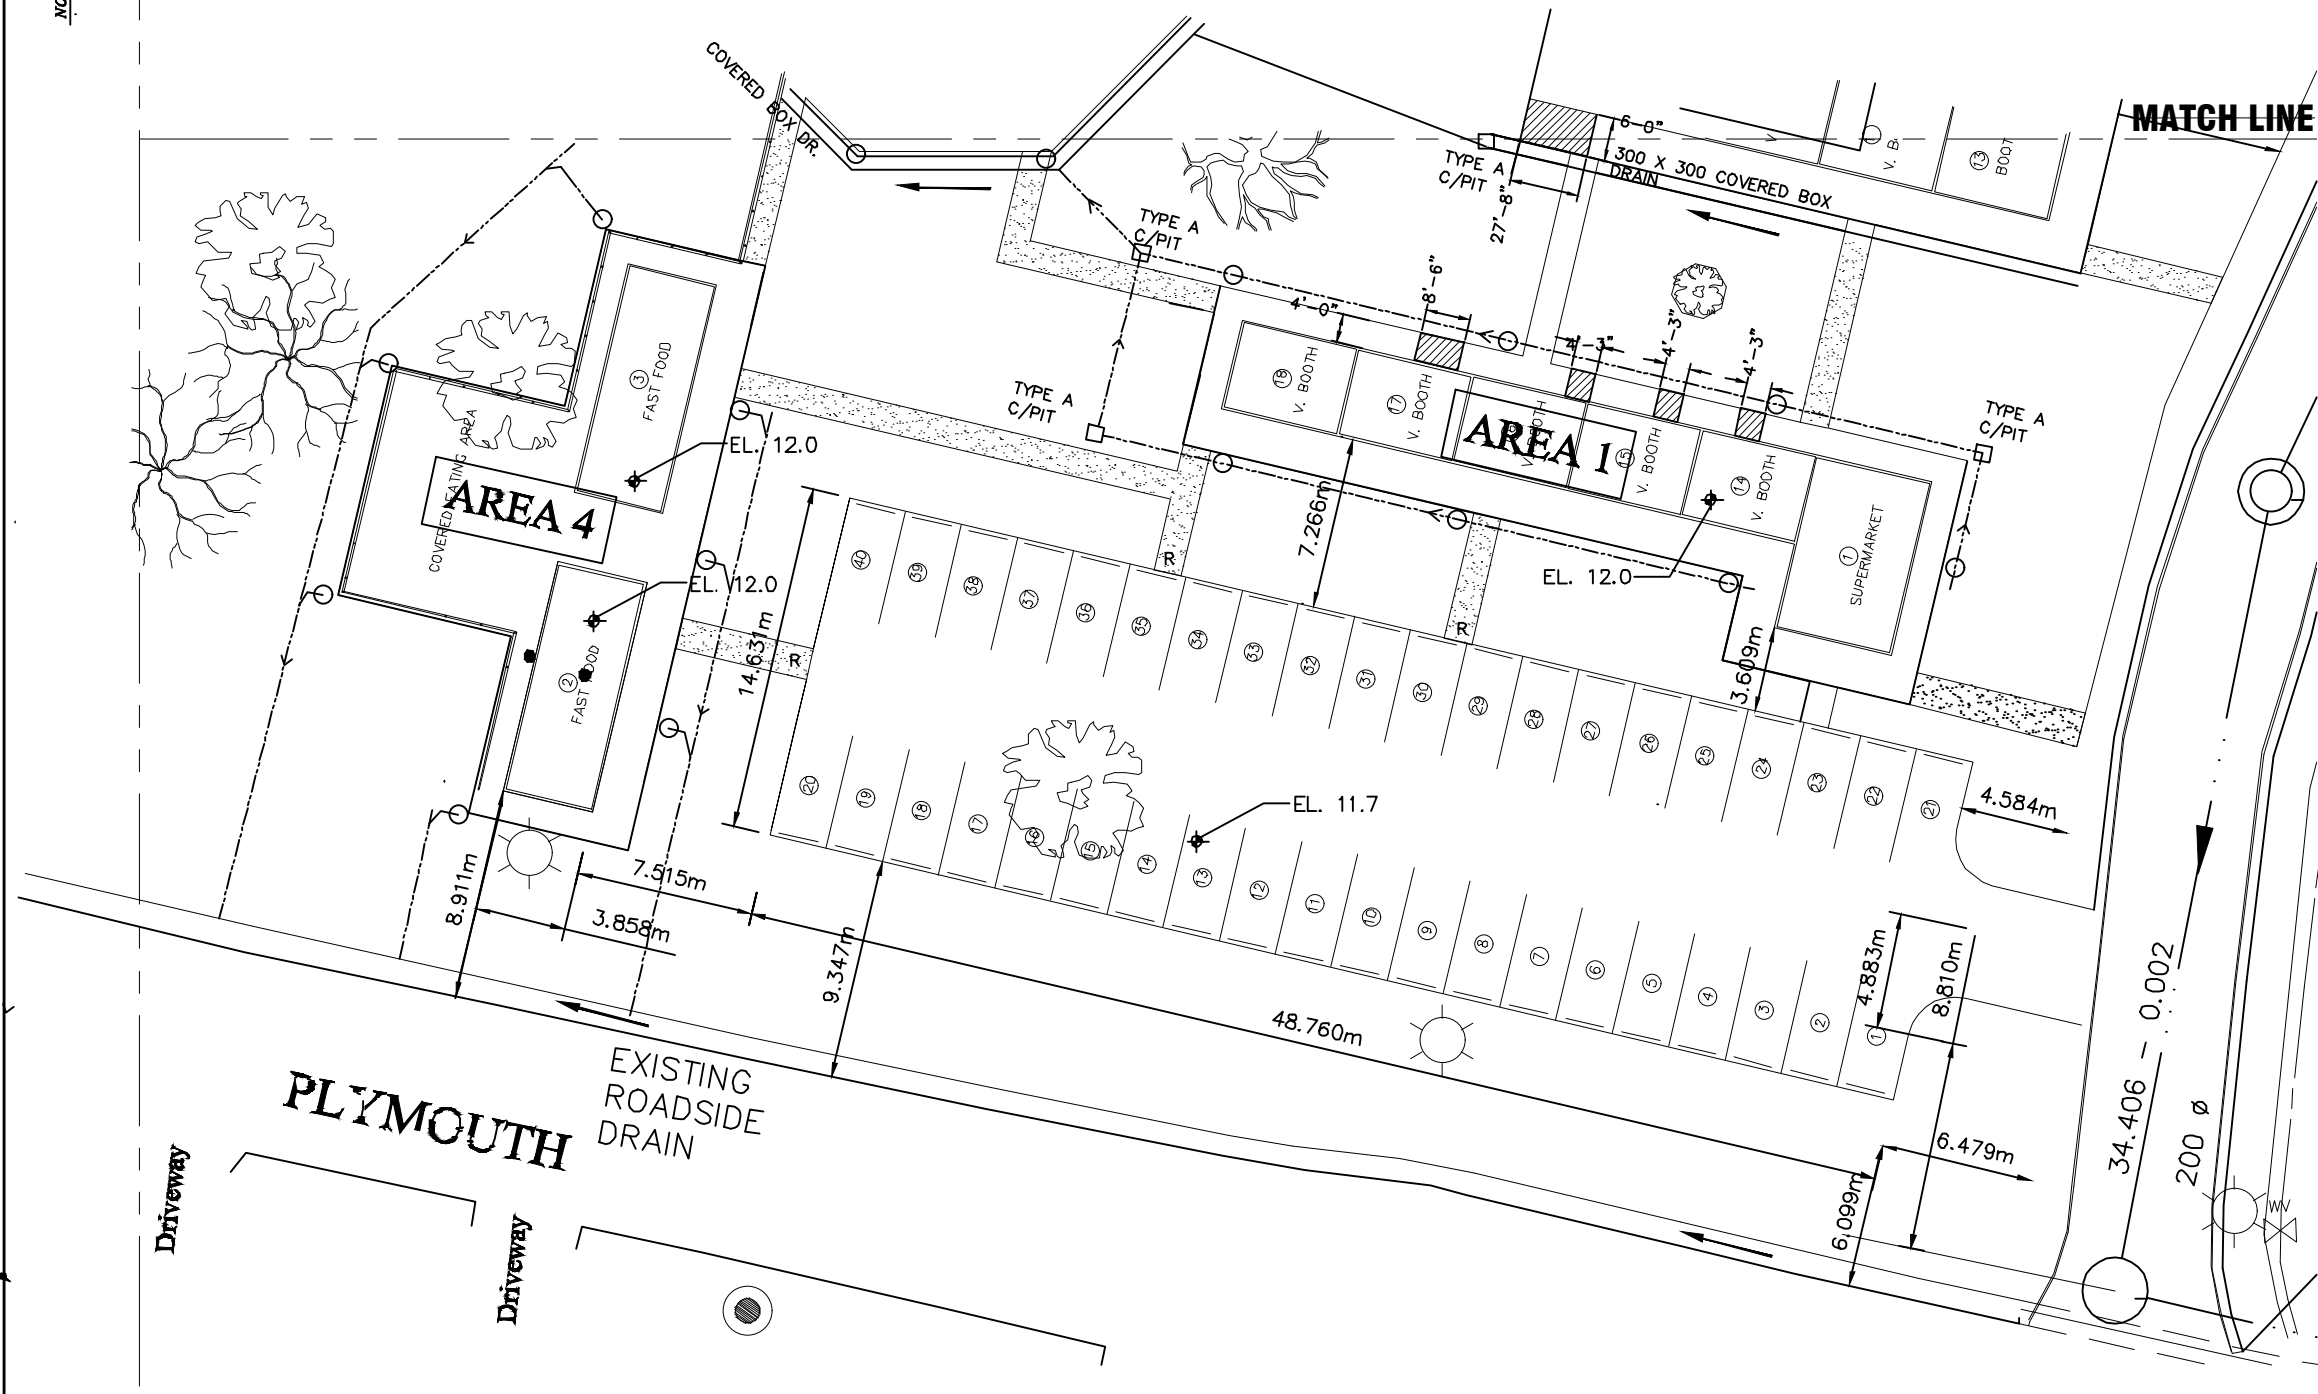 NO
COVERED BOX DR.
MATCH LINE
6-0"
300 X 300 COVERED BOX
DRAIN
TYPE A
C/PIT
27'-8"
V
V. B
13
BOOT
TYPE A
C/PIT
4'-0"
8'-6"
4'-3"
4'-3"
4'-3"
3
FAST FOOD
EL. 12.0
COVERED EATING AREA
AREA 4
TYPE A
C/PIT
18
V. BOOTH
17
V. BOOTH
AREA 1
15
V. BOOTH
14
V. BOOTH
TYPE A
C/PIT
1
SUPERMARKET
7.266m
EL. 12.0
EL. 12.0
2
FAST FOOD
R
14.631m
R
R
3.609m
40
39
38
37
36
35
34
33
32
31
30
29
28
27
26
25
24
23
22
21
4.584m
20
19
18
17
16
15
14
13
12
11
10
9
8
7
6
5
4
3
2
1
EL. 11.7
8.911m
7.515m
3.858m
9.347m
48.760m
4.883m
8.810m
6.479m
6.099m
34.406 - 0.002
200 ø
WV
EXISTING
ROADSIDE
DRAIN
PLYMOUTH
Driveway
Driveway